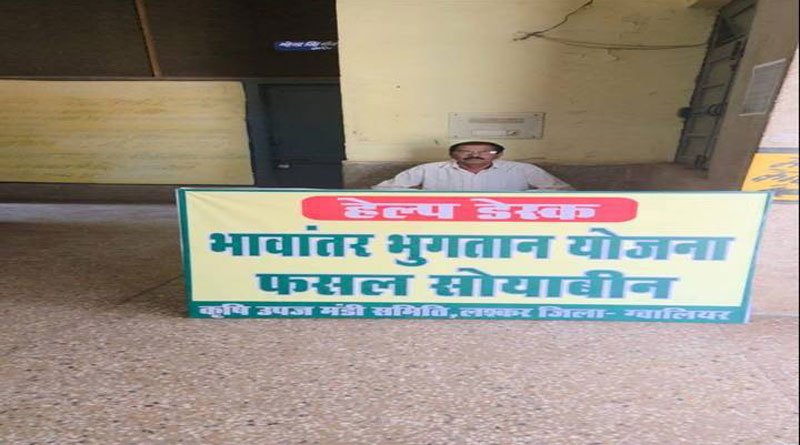 हेल्प डेस्क
भावांतर भुगतान योजना
फसल सोयाबीन
कृषि उपज मंडी समिति, लश्कर जिला- ग्वालियर